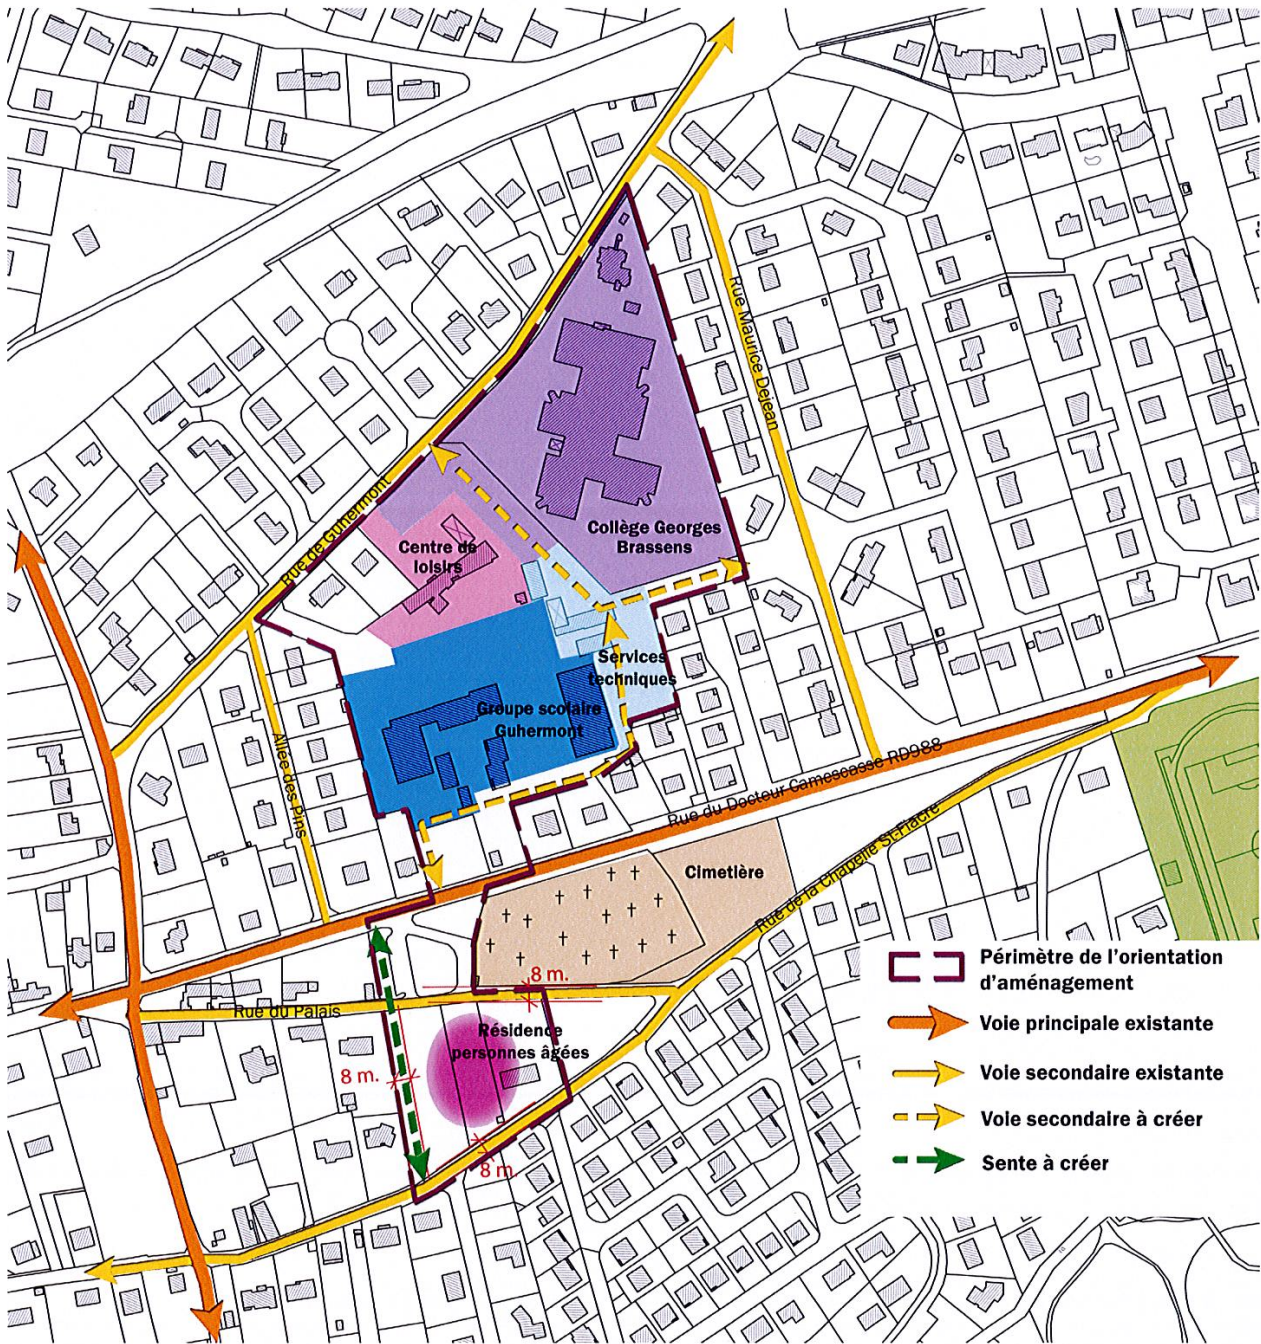 Rue Maurice Dejean
Rue de Guhermont
Collège Georges
Brassens
Centre de
loisirs
Services
techniques
Groupe scolaire
Guhermont
Allée des Pins
Rue du Docteur Camescasse RD988
Cimetière
Rue de la Chapelle St-Fiacre
8 m.
Rue du Palais
Résidence
personnes âgées
8 m.
8 m.
Périmètre de l'orientation
d'aménagement
Voie principale existante
Voie secondaire existante
Voie secondaire à créer
Sente à créer